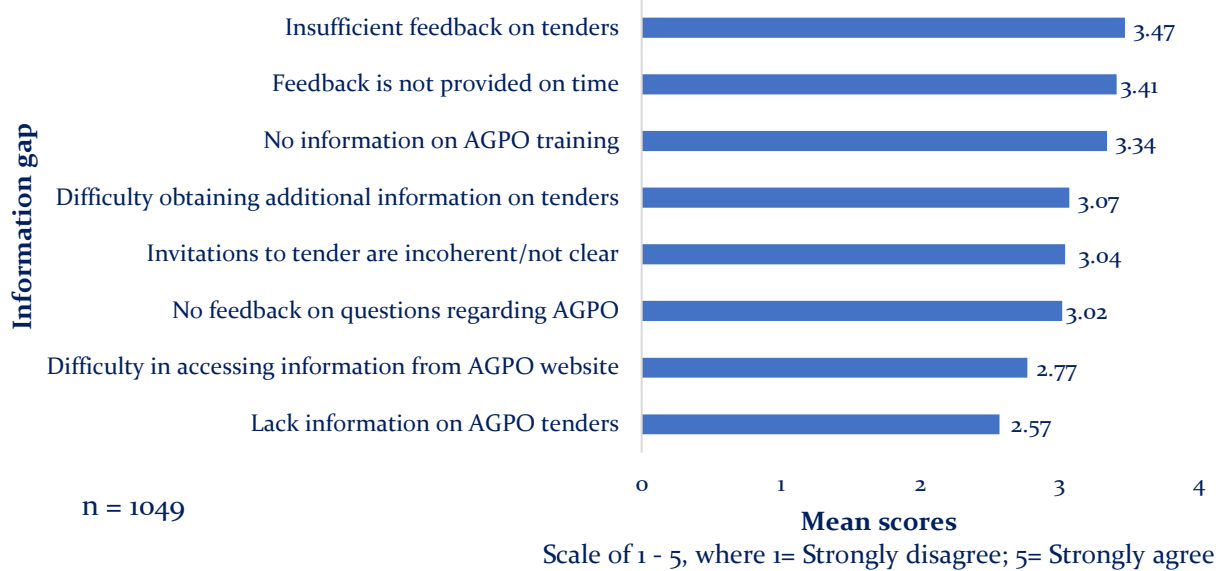 Information gap
Insufficient feedback on tenders 3.47
Feedback is not provided on time 3.41
No information on AGPO training 3.34
Difficulty obtaining additional information on tenders 3.07
Invitations to tender are incoherent/not clear 3.04
No feedback on questions regarding AGPO 3.02
Difficulty in accessing information from AGPO website 2.77
Lack information on AGPO tenders 2.57
0 1 2 3 4
n = 1049
Mean scores
Scale of 1 - 5, where 1= Strongly disagree; 5= Strongly agree